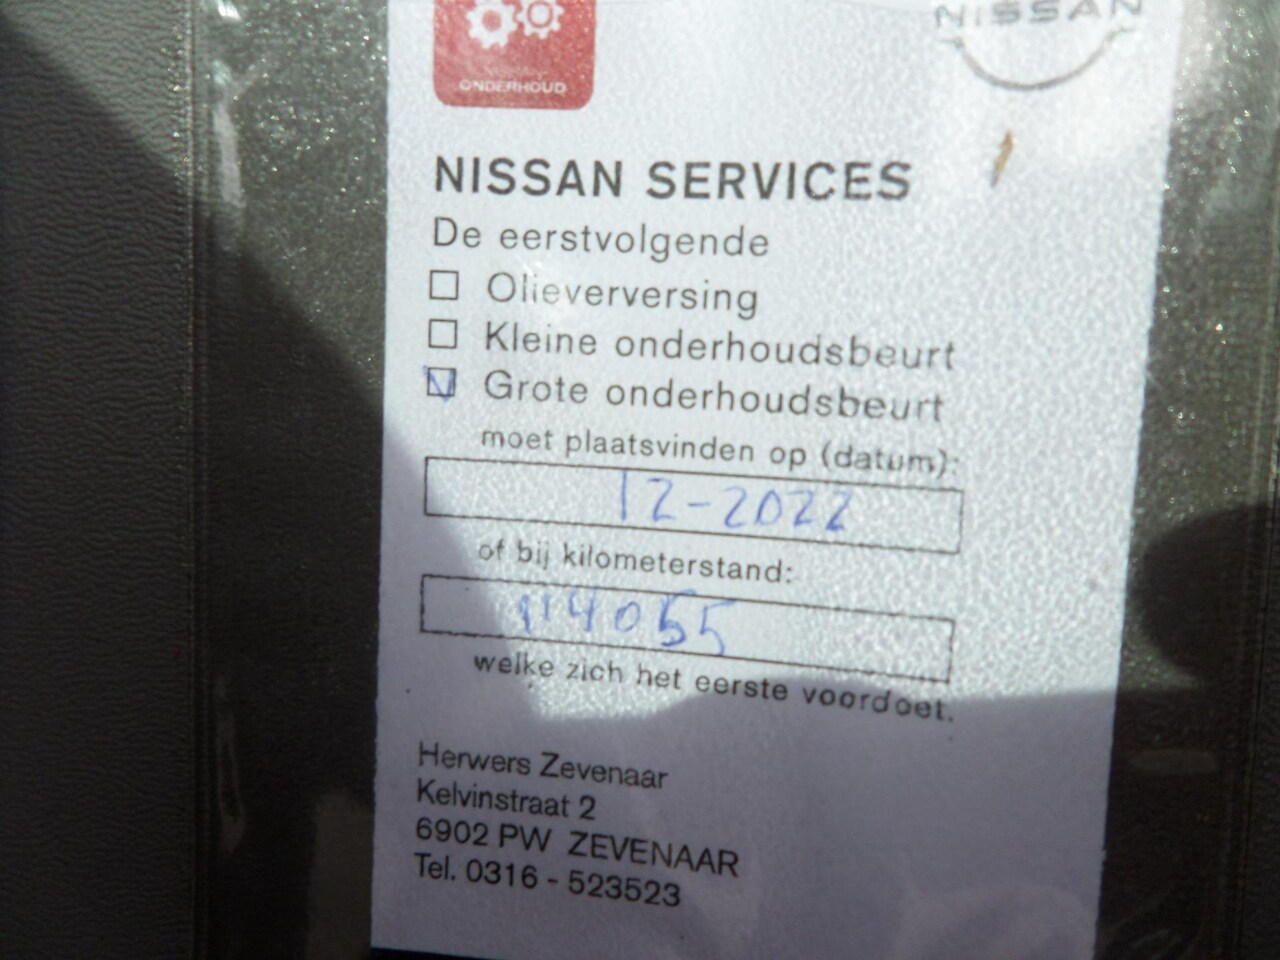 ONDERHOUD
NISSAN
NISSAN SERVICES
De eerstvolgende
Olieverversing
Kleine onderhoudsbeurt
Grote onderhoudsbeurt
moet plaatsvinden op (datum):
12-2022
of bij kilometerstand:
114055
welke zich het eerste voordoet.
Herwers Zevenaar
Kelvinstraat 2
6902 PW ZEVENAAR
Tel. 0316 - 523523